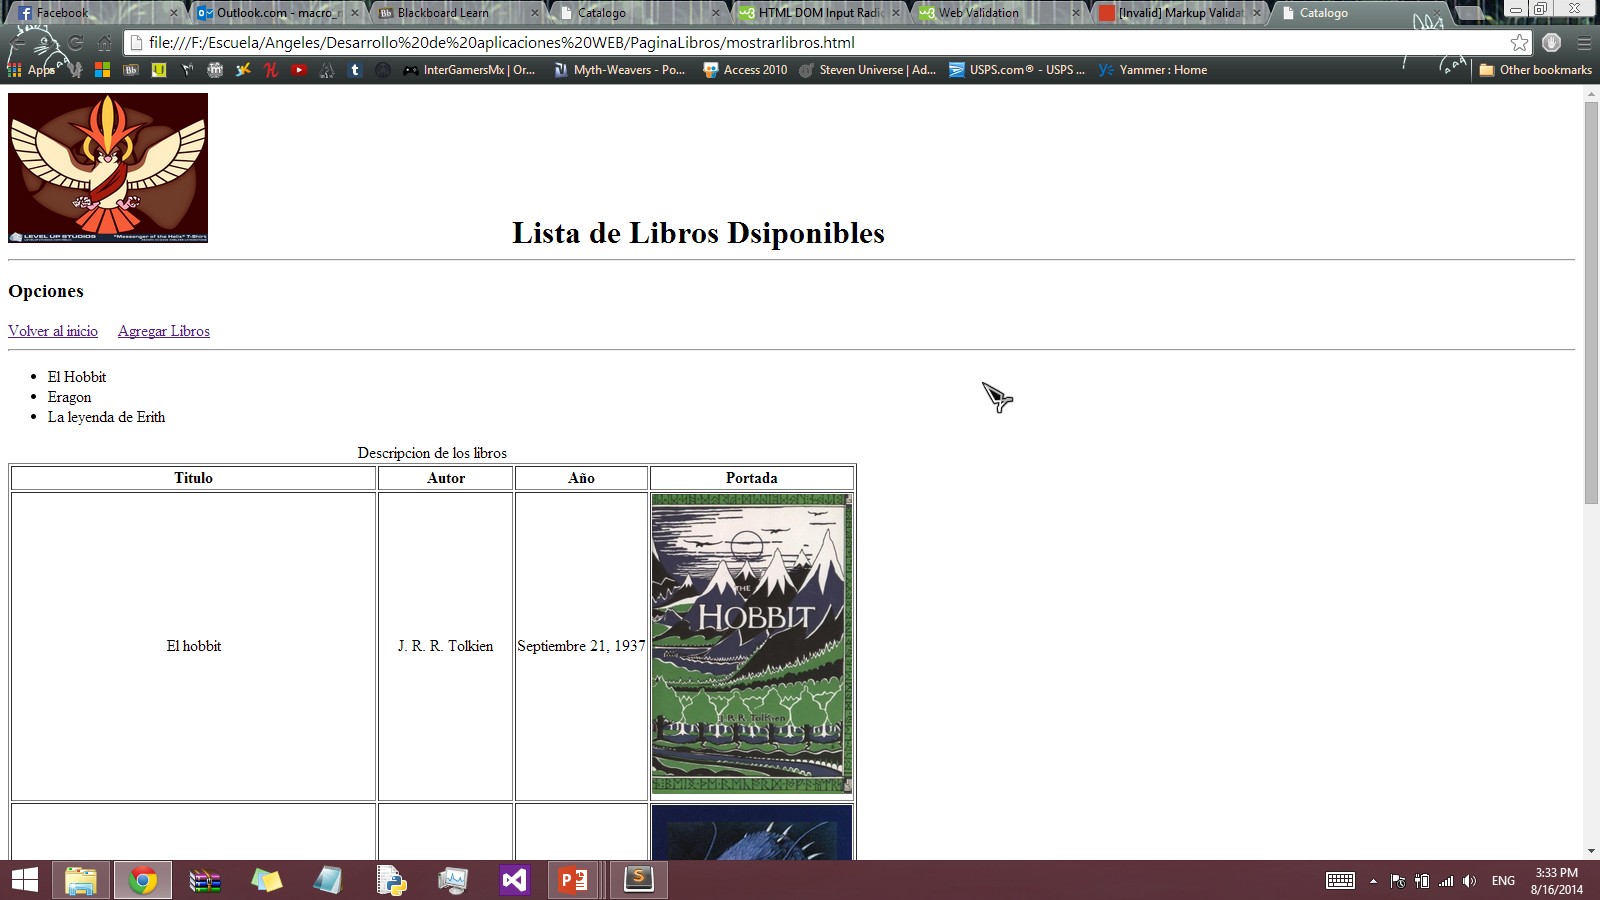 Facebook
Outlook.com - macro_r
Blackboard Learn
Catalogo
HTML DOM Input Radi
Web Validation
[Invalid] Markup Validat
Catalogo
file:///F:/Escuela/Angeles/Desarrollo%20de%20aplicaciones%20WEB/PaginaLibros/mostrarlibros.html
Apps
InterGamersMx | Or...
Myth-Weavers - Po...
Access 2010
Steven Universe | Ad...
USPS.com® - USPS ...
Yammer : Home
Other bookmarks
LEVEL UP STUDIOS
"Messenger of the Helix" T-Shirt
Lista de Libros Dsiponibles
Opciones
Volver al inicio Agregar Libros
El Hobbit
Eragon
La leyenda de Erith
Descripcion de los libros
Titulo Autor Año Portada
THE
HOBBIT
J.R.R. Tolkien
El hobbit J. R. R. Tolkien Septiembre 21, 1937
ENG
3:33 PM
8/16/2014